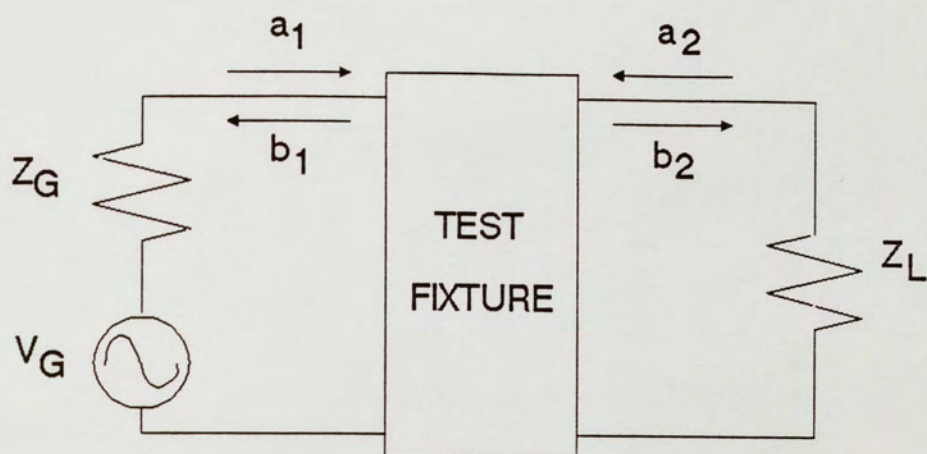 a1
a2
b1
b2
ZG
TEST
FIXTURE
ZL
VG